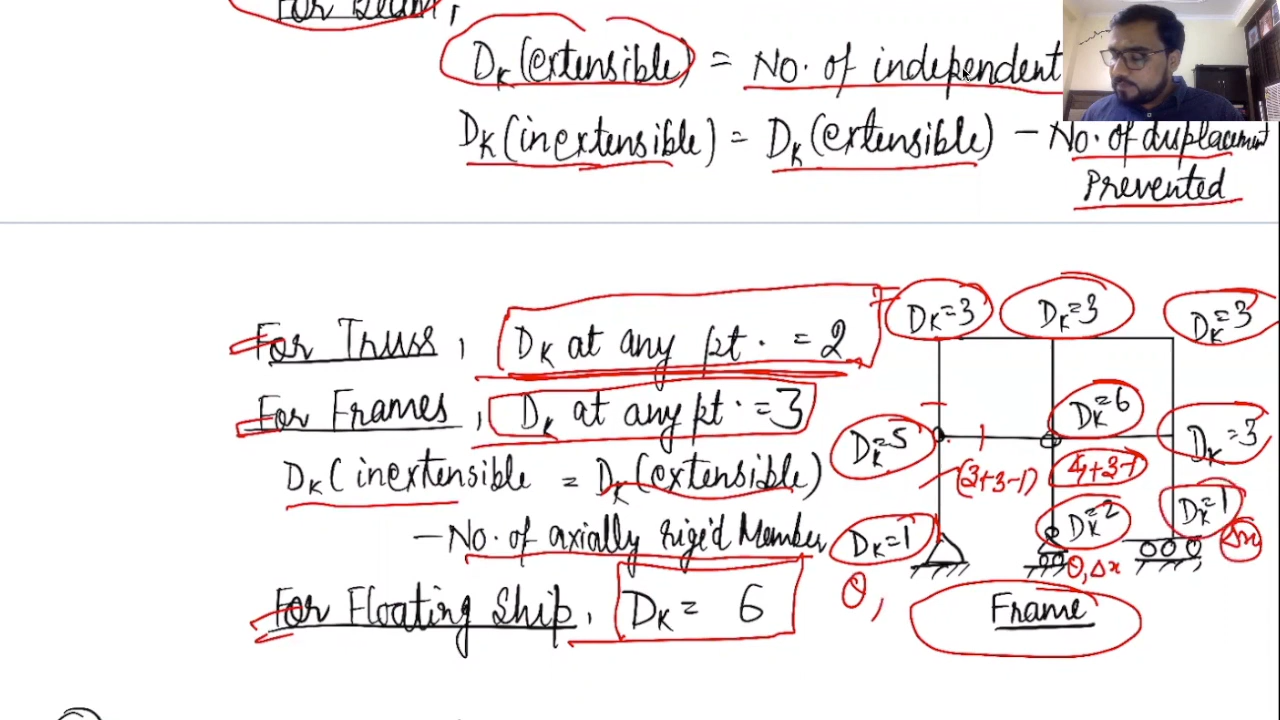 For Beam,
Dk(extensible) = No. of independent
Dk(inextensible) = Dk(extensible) - No. of displacement
Prevented
For Truss, Dk at any pt. = 2
For Frames, Dk at any pt. = 3
Dk(inextensible = Dk(extensible)
- No. of axially rigid Member
For Floating Ship, Dk = 6
Dk=3 Dk=3 Dk=3
Dk=5 Dk=6 Dk=3
(3+3-1) 4+3-1
Dk=1 Dk=2 Dk=1
θ, θ,Δx Δx
Frame